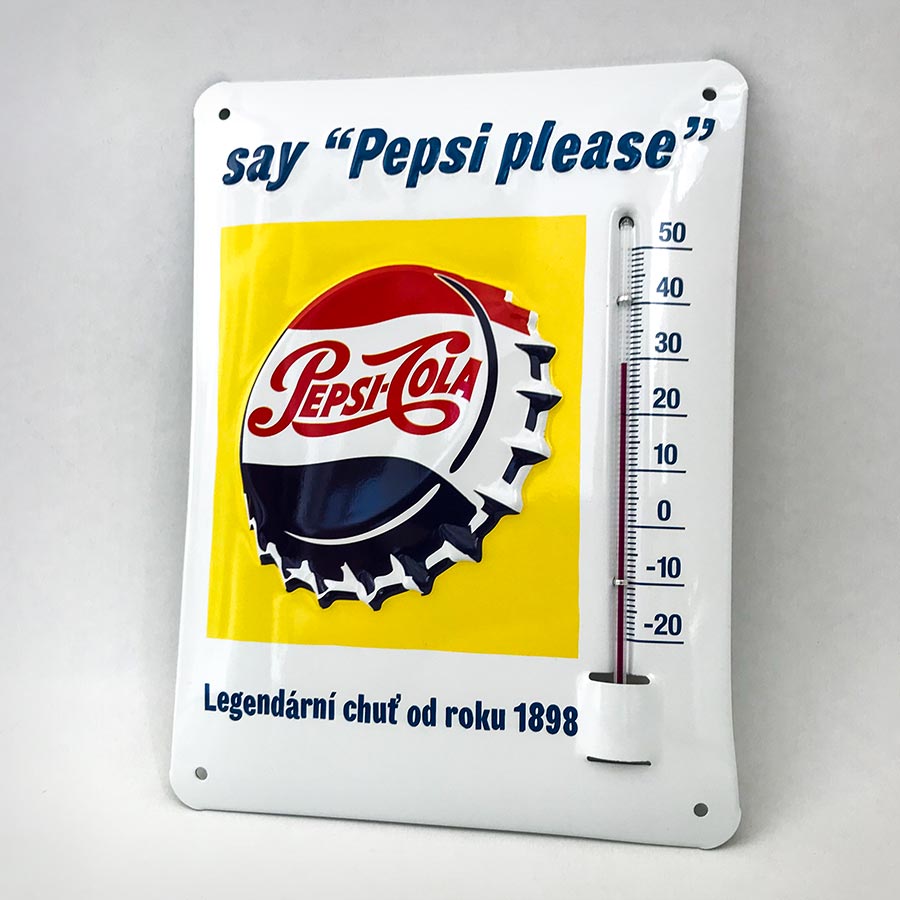 say “Pepsi please”
PEPSI-COLA
50
40
30
20
10
0
-10
-20
Legendární chuť od roku 1898